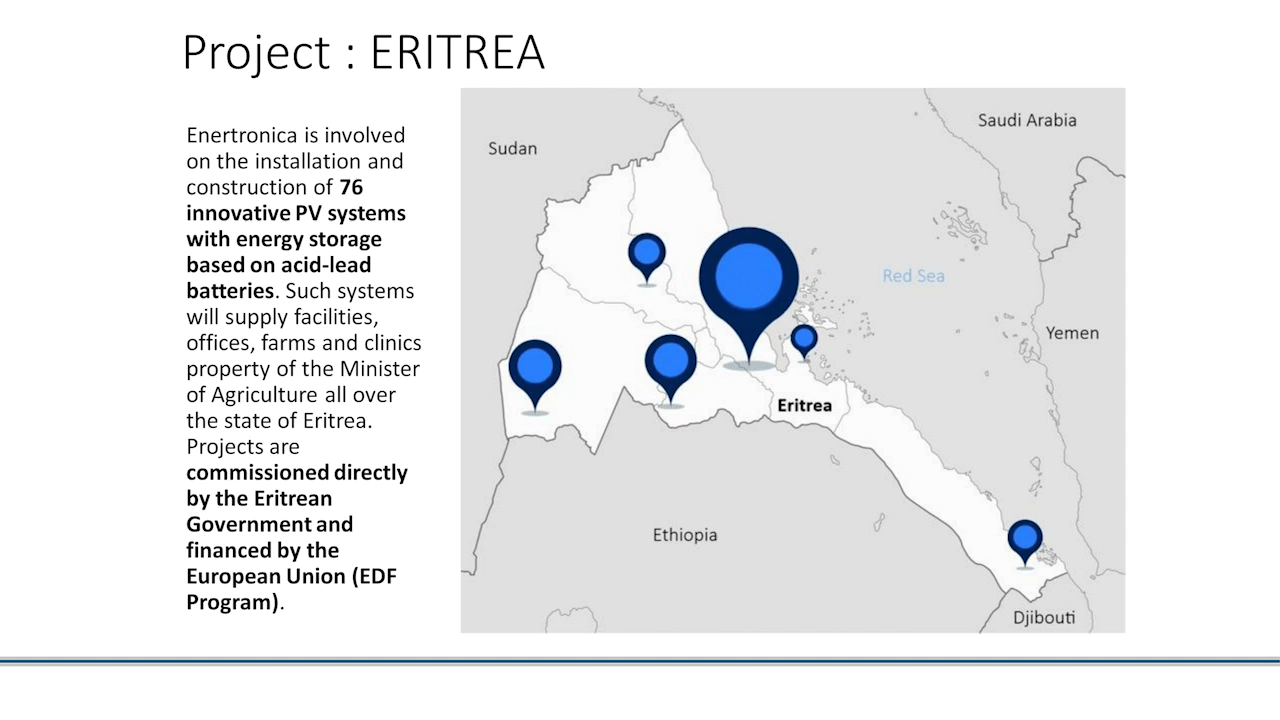 Project : ERITREA
Enertronica is involved
on the installation and
construction of 76
innovative PV systems
with energy storage
based on acid-lead
batteries. Such systems
will supply facilities,
offices, farms and clinics
property of the Minister
of Agriculture all over
the state of Eritrea.
Projects are
commissioned directly
by the Eritrean
Government and
financed by the
European Union (EDF
Program).
Saudi Arabia
Sudan
Red Sea
Yemen
Eritrea
Ethiopia
Djibouti